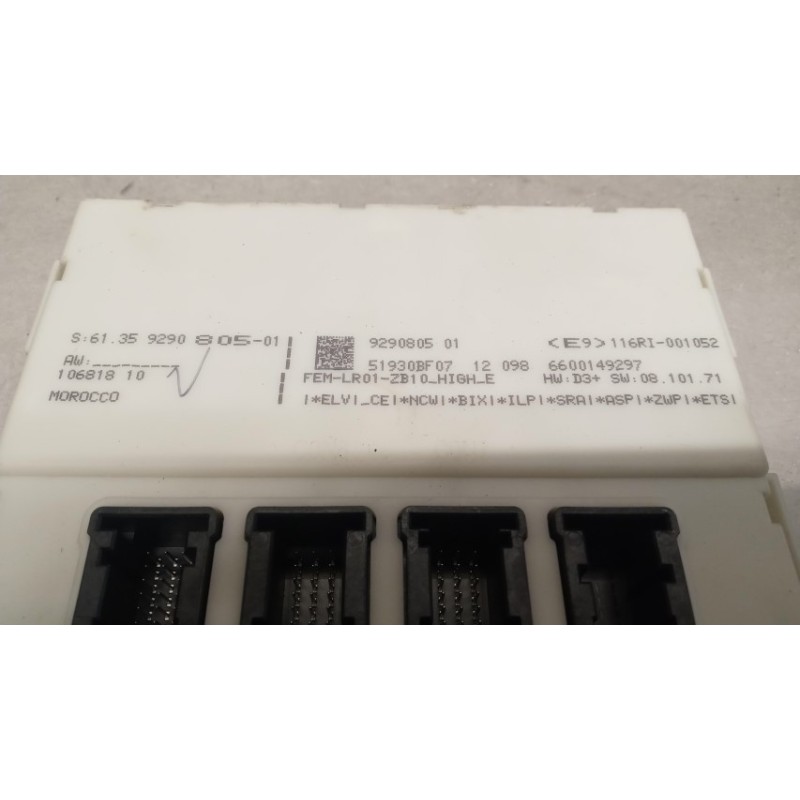 S:61.35 9290 805-01
AW:_________
106818 10
MOROCCO
9290805 01
51930BF07 12 098
FEM-LR01-ZB10_HIGH_E
<E9>116RI-001052
6600149297
HW:D3+ SW:08.101.71
|*ELV|_CE|*NCW|*BIX|*ILP|*SRA|*ASP|*ZWP|*ETS|